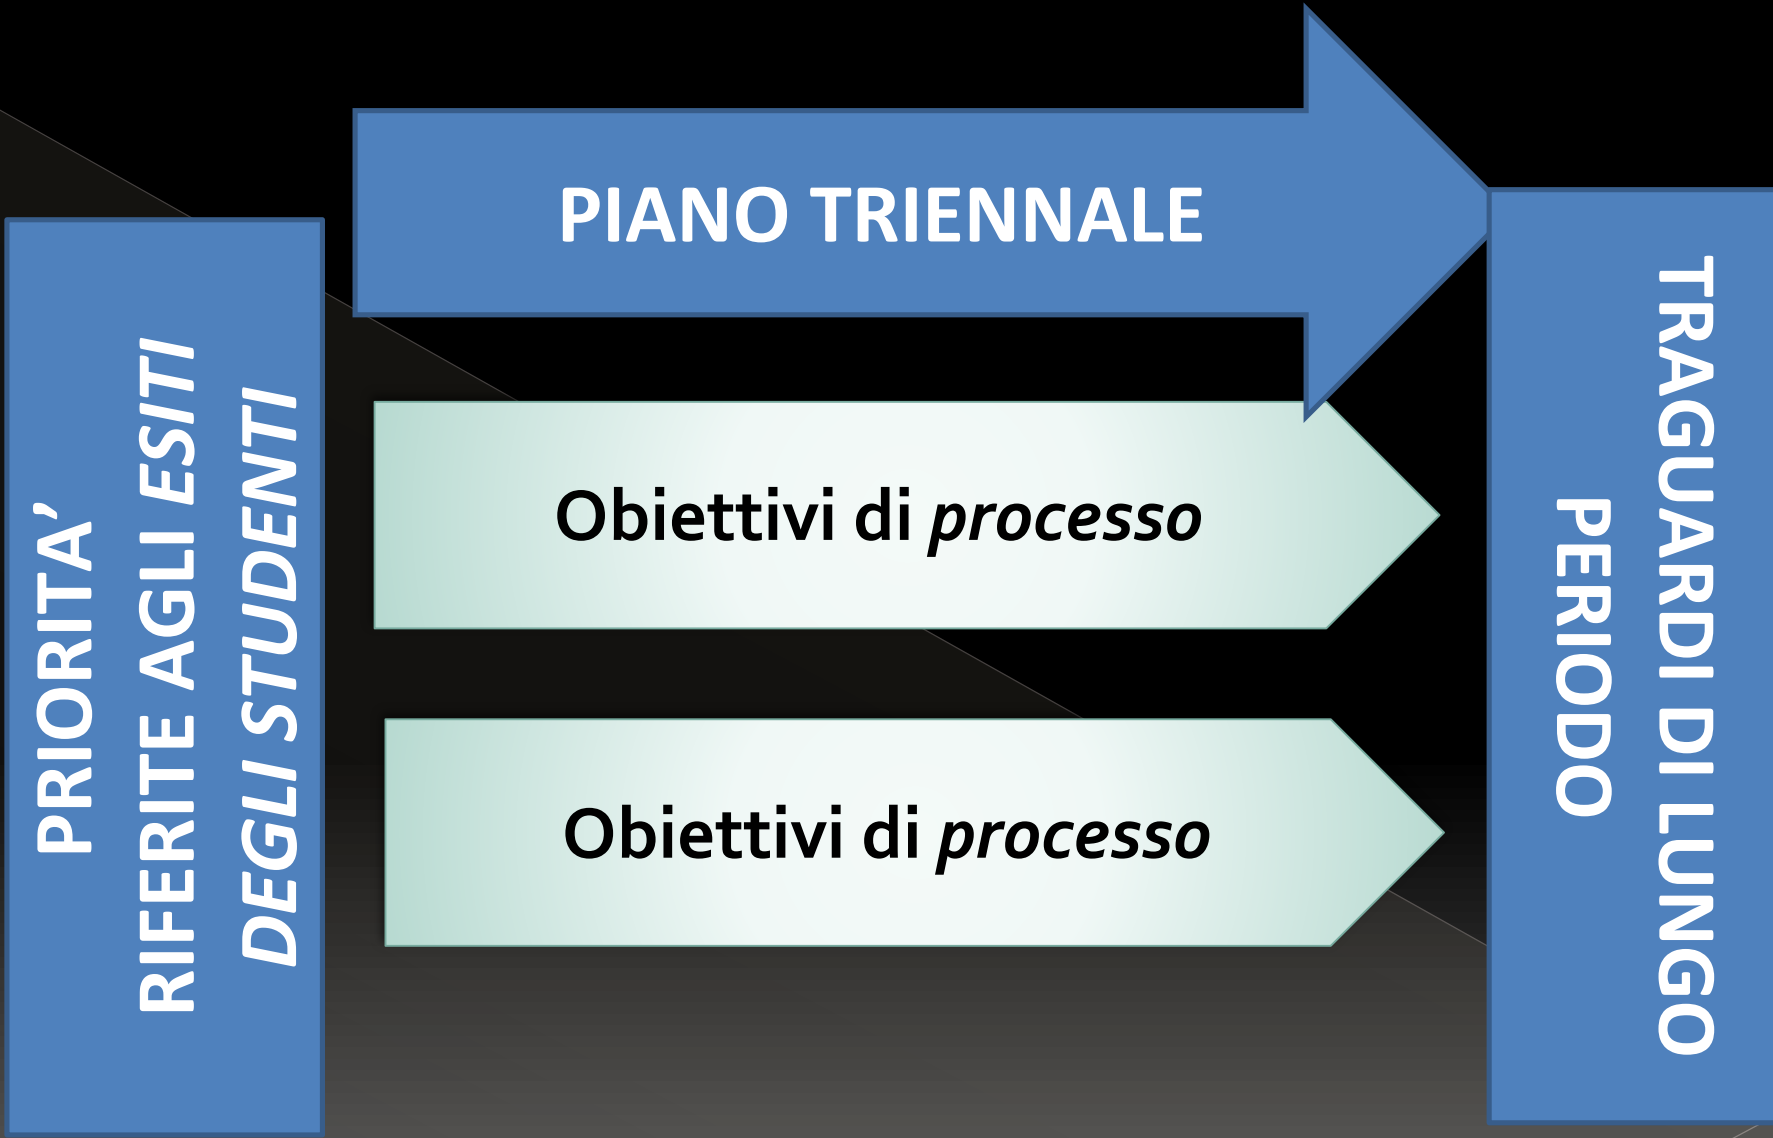 PRIORITA’
RIFERITE AGLI ESITI
DEGLI STUDENTI
PIANO TRIENNALE
Obiettivi di processo
Obiettivi di processo
TRAGUARDI DI LUNGO
PERIODO